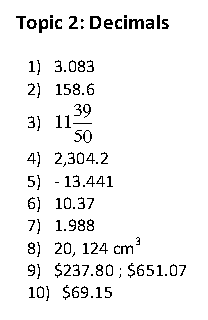 Topic 2: Decimals
1) 3.083
2) 158.6
3) 11 39/50
4) 2,304.2
5) - 13.441
6) 10.37
7) 1.988
8) 20, 124 cm³
9) $237.80 ; $651.07
10) $69.15